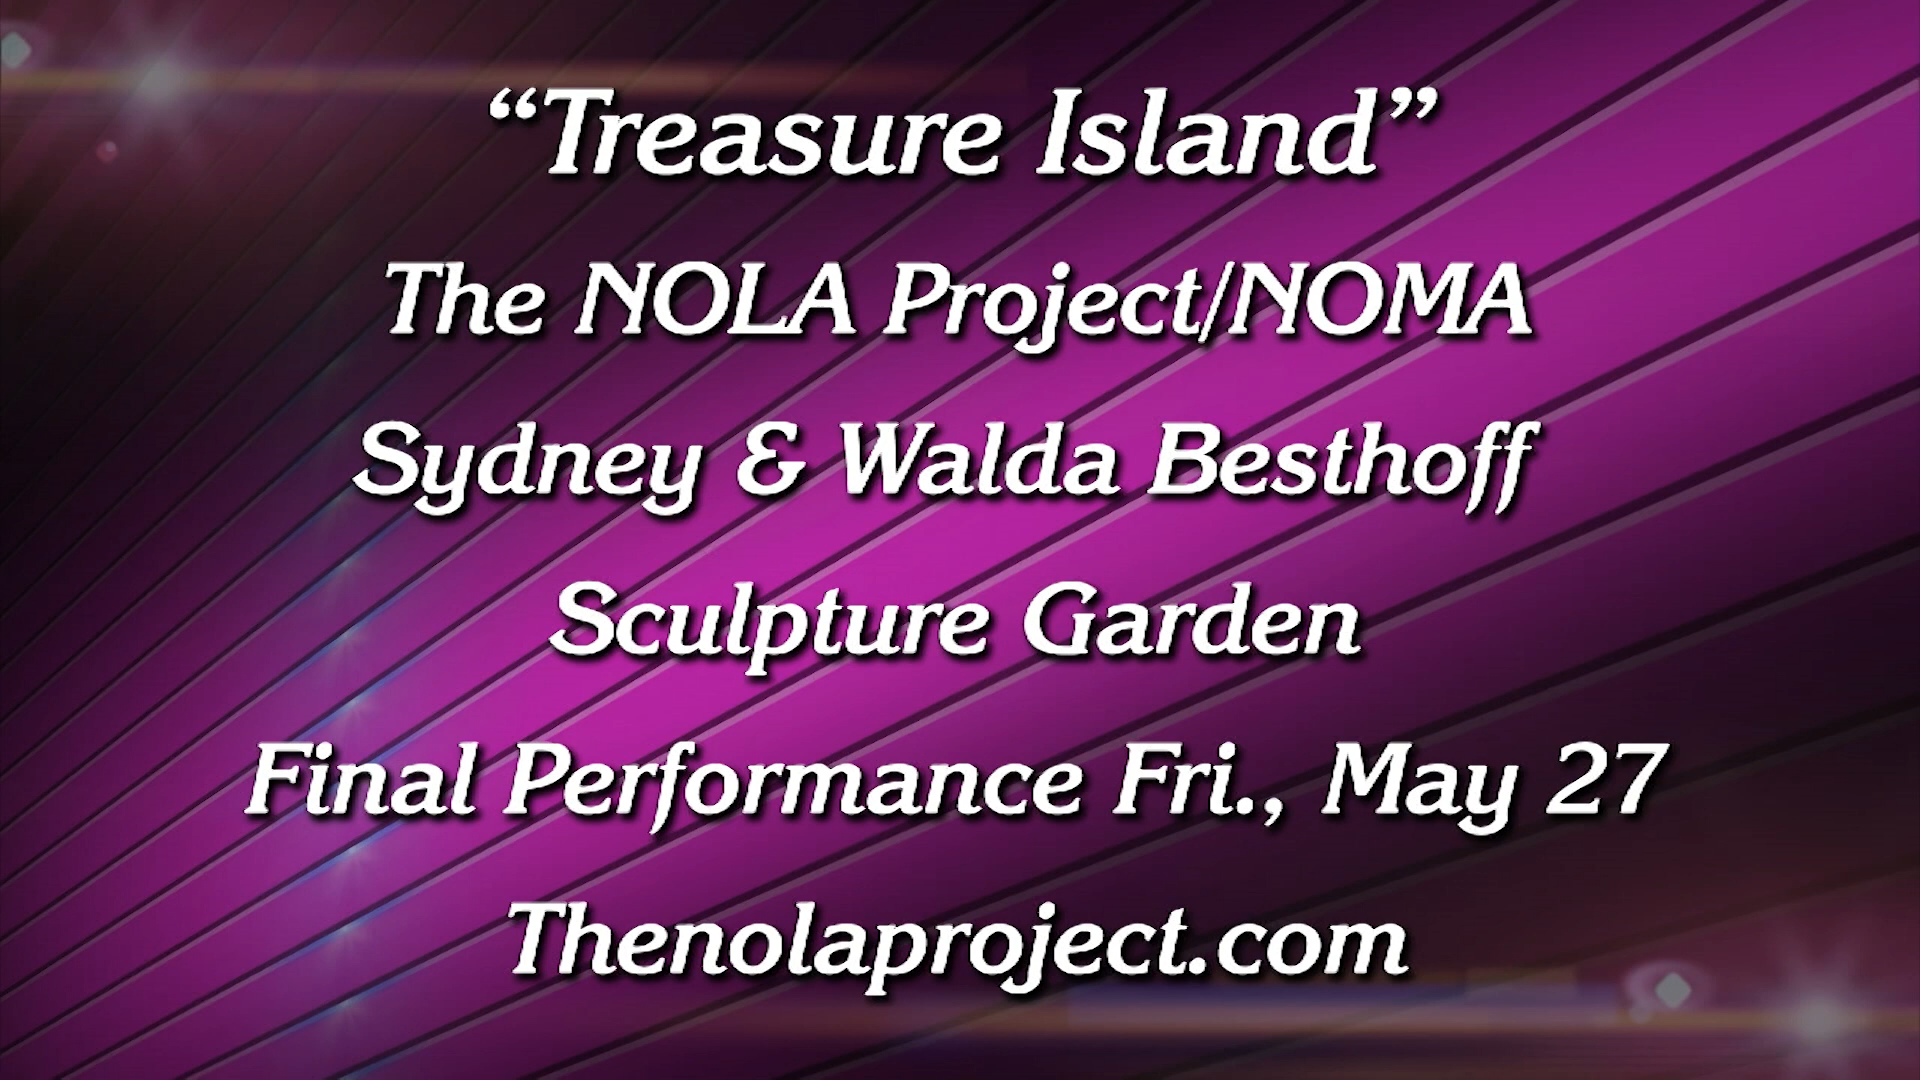 “Treasure Island”
The NOLA Project/NOMA
Sydney & Walda Besthoff
Sculpture Garden
Final Performance Fri., May 27
Thenolaproject.com